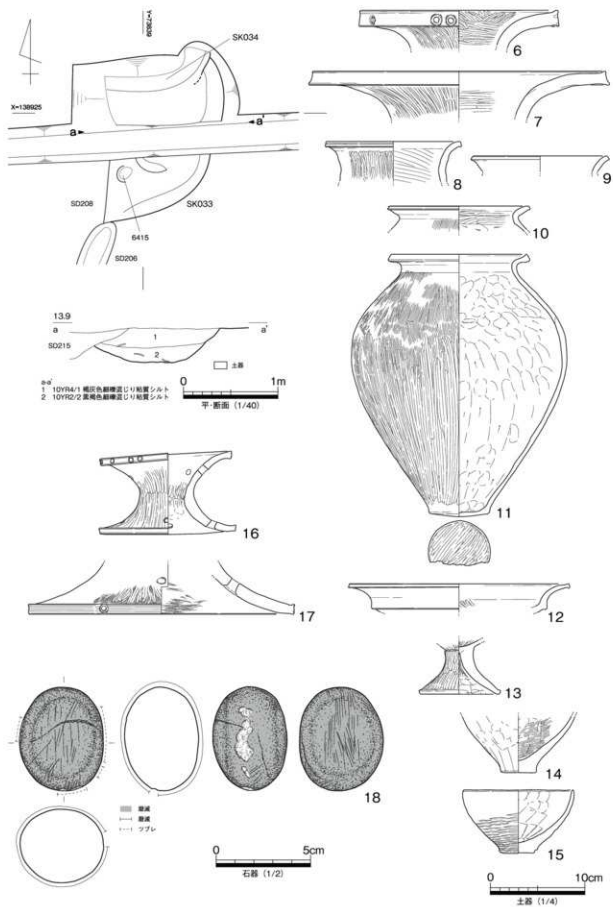 Y=73839
SK034
X=138925
a
a'
SD208
SK033
6415
SD206
13.9
a
a'
1
SD215
2
土器
a-a'
1 10YR4/1 褐灰色細礫混じり粘質シルト
2 10YR2/2 黒褐色細礫混じり粘質シルト
0 1m
平・断面 (1/40)
6
7
8
9
10
11
12
13
14
15
16
17
18
磨滅
ツブレ
0 5cm
石器 (1/2)
0 10cm
土器 (1/4)